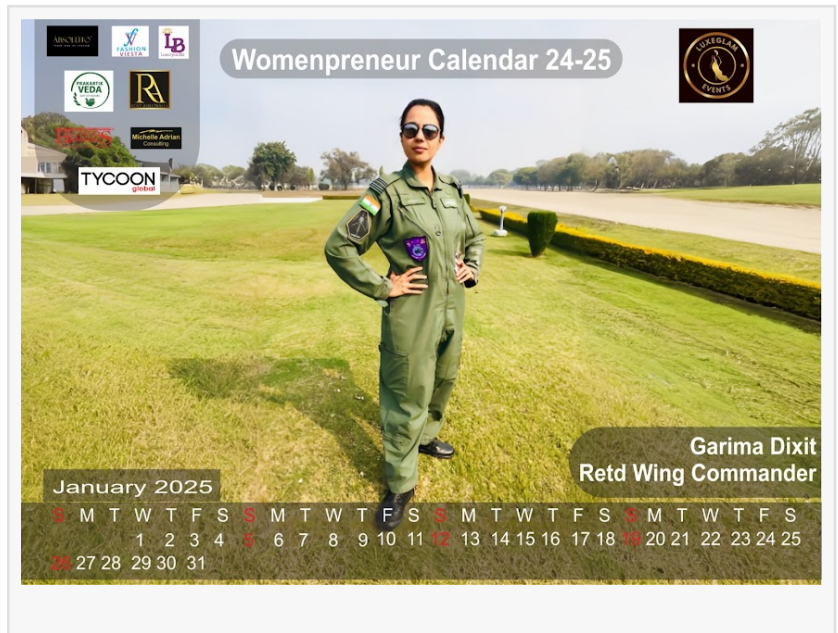 ABSOLUTO
FASHION
VIESTA
LB
Womenpreneur Calendar 24-25
LUXEGLAM
EVENTS
PRAKARTIK
VEDA
RA
Michelle Adrian
Consulting
TYCOON
global
Garima Dixit
Retd Wing Commander
January 2025
S M T W T F S S M T W T F S S M T W T F S S M T W T F S
1 2 3 4 5 6 7 8 9 10 11 12 13 14 15 16 17 18 19 20 21 22 23 24 25
26 27 28 29 30 31